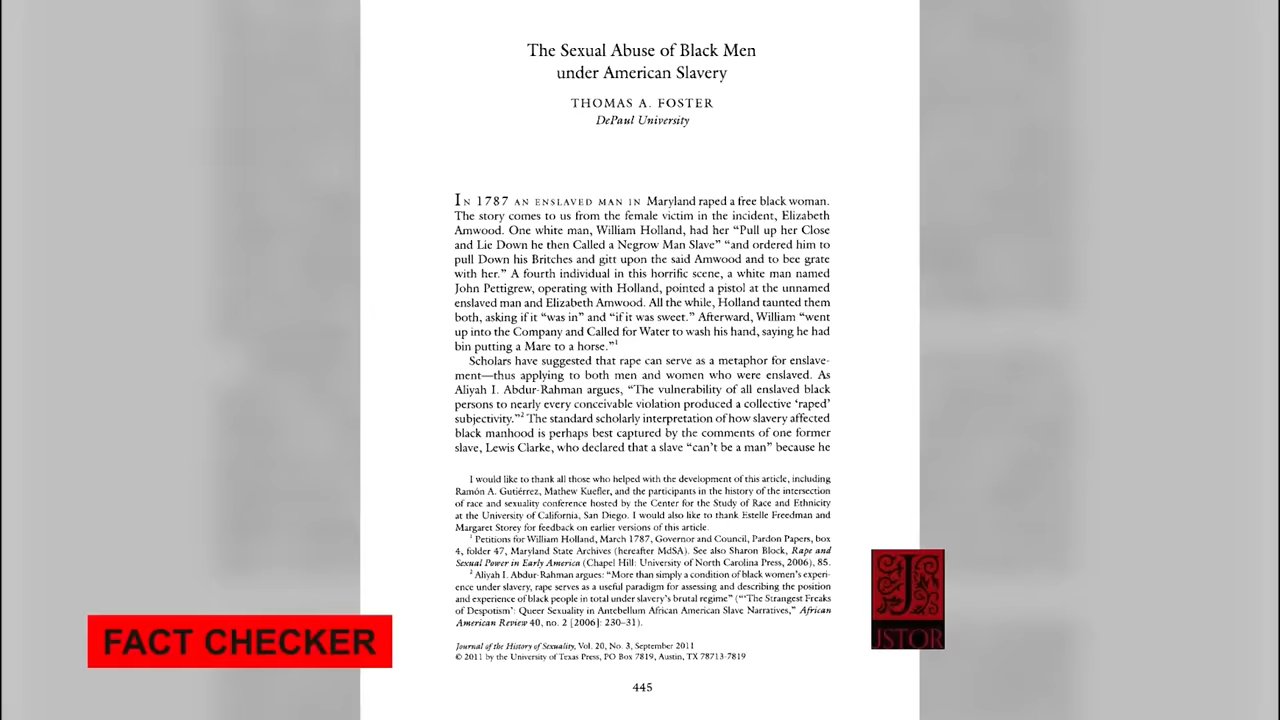 The Sexual Abuse of Black Men
under American Slavery
THOMAS A. FOSTER
DePaul University
IN 1787 AN ENSLAVED MAN IN Maryland raped a free black woman.
The story comes to us from the female victim in the incident, Elizabeth
Amwood. One white man, William Holland, had her “Pull up her Close
and Lie Down he then Called a Negrow Man Slave” “and ordered him to
pull Down his Britches and gitt upon the said Amwood and to bee grate
with her.” A fourth individual in this horrific scene, a white man named
John Pettigrew, operating with Holland, pointed a pistol at the unnamed
enslaved man and Elizabeth Amwood. All the while, Holland taunted them
both, asking if it “was in” and “if it was sweet.” Afterward, William “went
up into the Company and Called for Water to wash his hand, saying he had
bin putting a Mare to a horse.”1
Scholars have suggested that rape can serve as a metaphor for enslave-
ment—thus applying to both men and women who were enslaved. As
Aliyah I. Abdur-Rahman argues, “The vulnerability of all enslaved black
persons to nearly every conceivable violation produced a collective ‘raped’
subjectivity.”2 The standard scholarly interpretation of how slavery affected
black manhood is perhaps best captured by the comments of one former
slave, Lewis Clarke, who declared that a slave “can’t be a man” because he
I would like to thank all those who helped with the development of this article, including
Ramón A. Gutiérrez, Mathew Kuefler, and the participants in the history of the intersection
of race and sexuality conference hosted by the Center for the Study of Race and Ethnicity
at the University of California, San Diego. I would also like to thank Estelle Freedman and
Margaret Storey for feedback on earlier versions of this article.
1 Petitions for William Holland, March 1787, Governor and Council, Pardon Papers, box
4, folder 47, Maryland State Archives (hereafter MdSA). See also Sharon Block, Rape and
Sexual Power in Early America (Chapel Hill: University of North Carolina Press, 2006), 85.
2 Aliyah I. Abdur-Rahman argues: “More than simply a condition of black women’s experi-
ence under slavery, rape serves as a useful paradigm for assessing and describing the position
and experience of black people in total under slavery’s brutal regime” (“‘The Strangest Freaks
of Despotism’: Queer Sexuality in Antebellum African American Slave Narratives,” African
American Review 40, no. 2 [2006]: 230–31).
Journal of the History of Sexuality, Vol. 20, No. 3, September 2011
© 2011 by the University of Texas Press, PO Box 7819, Austin, TX 78713-7819
445
FACT CHECKER
J
JSTOR